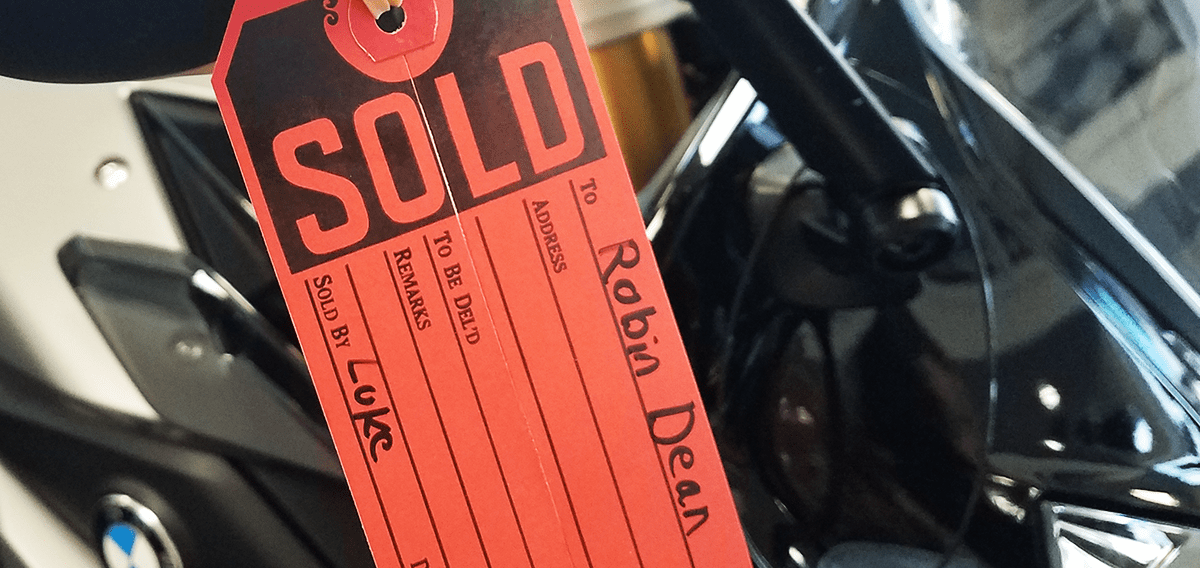 SOLD
To Robin Dean
ADDRESS
TO BE DEL'D
REMARKS
SOLD BY Luke